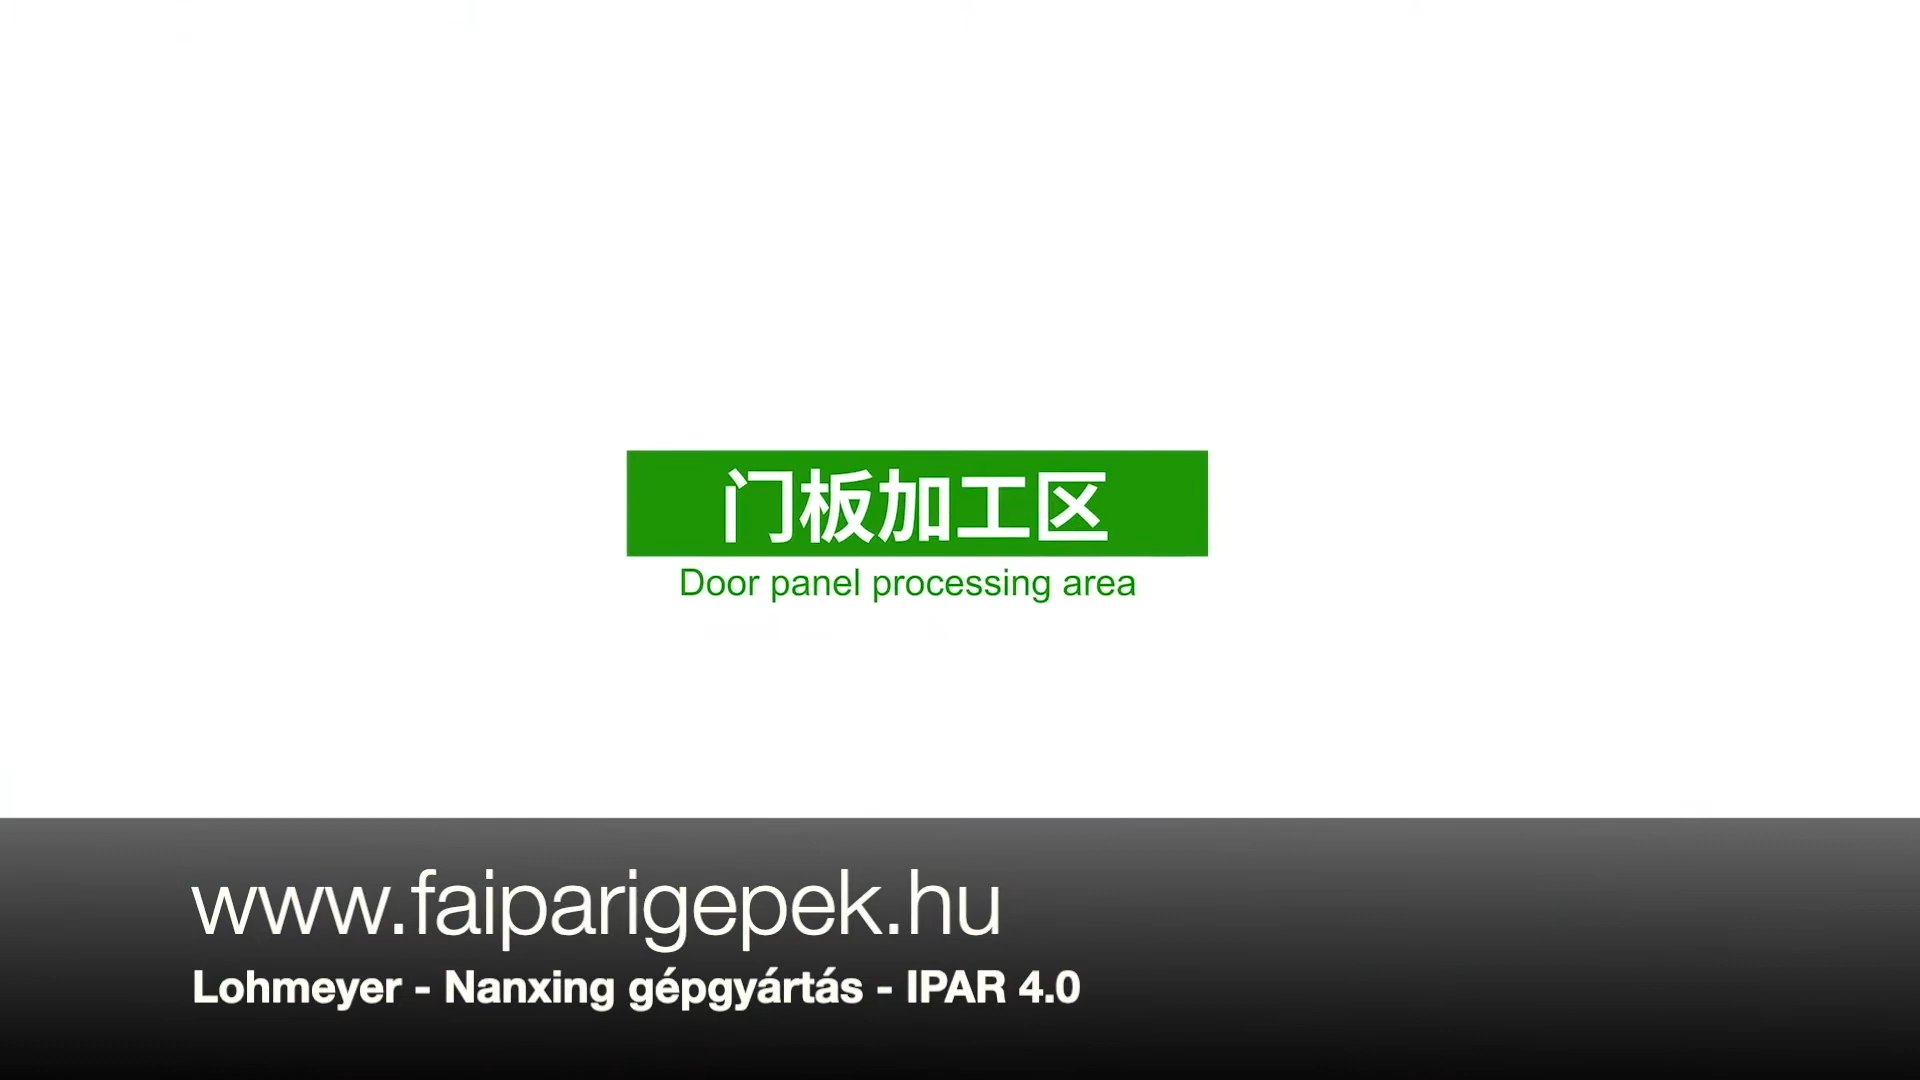 门板加工区
Door panel processing area
www.faiparigepek.hu
Lohmeyer - Nanxing gépgyártás - IPAR 4.0